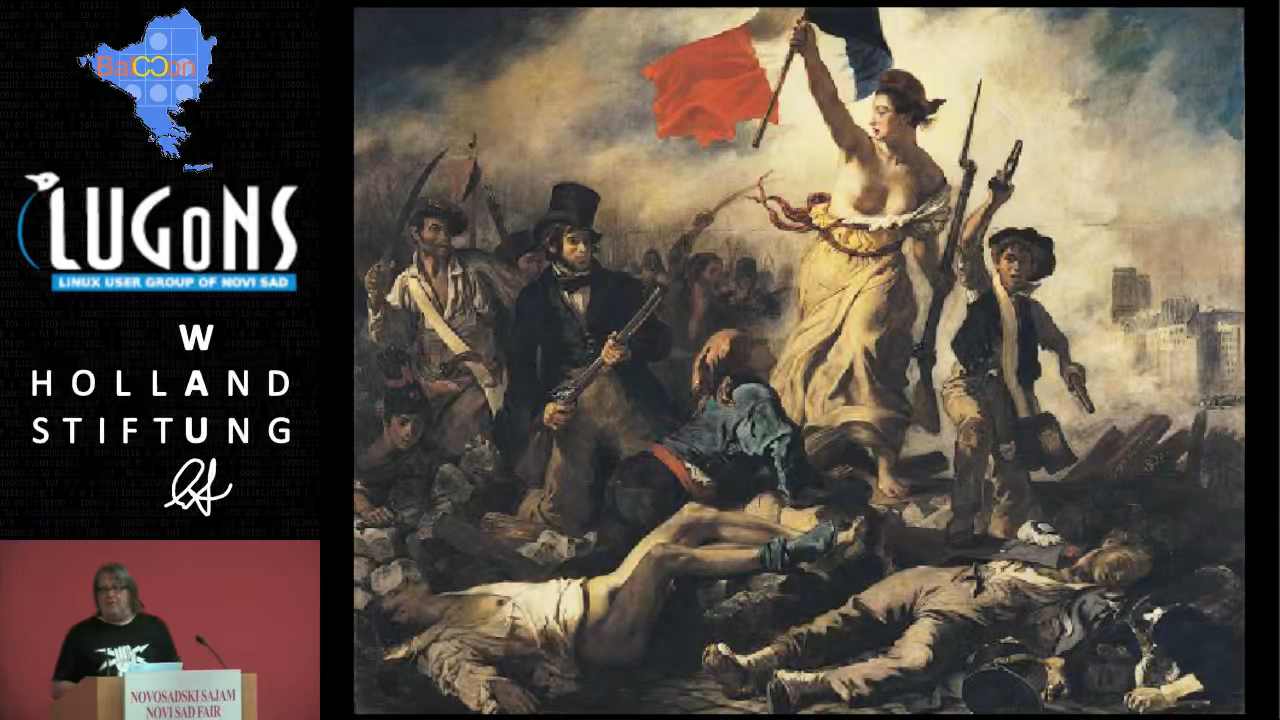 BalCCon
LUGoNS
LINUX USER GROUP OF NOVI SAD
W
HOLLAND
STIFTUNG
NOVOSADSKI SAJAM
NOVI SAD FAIR